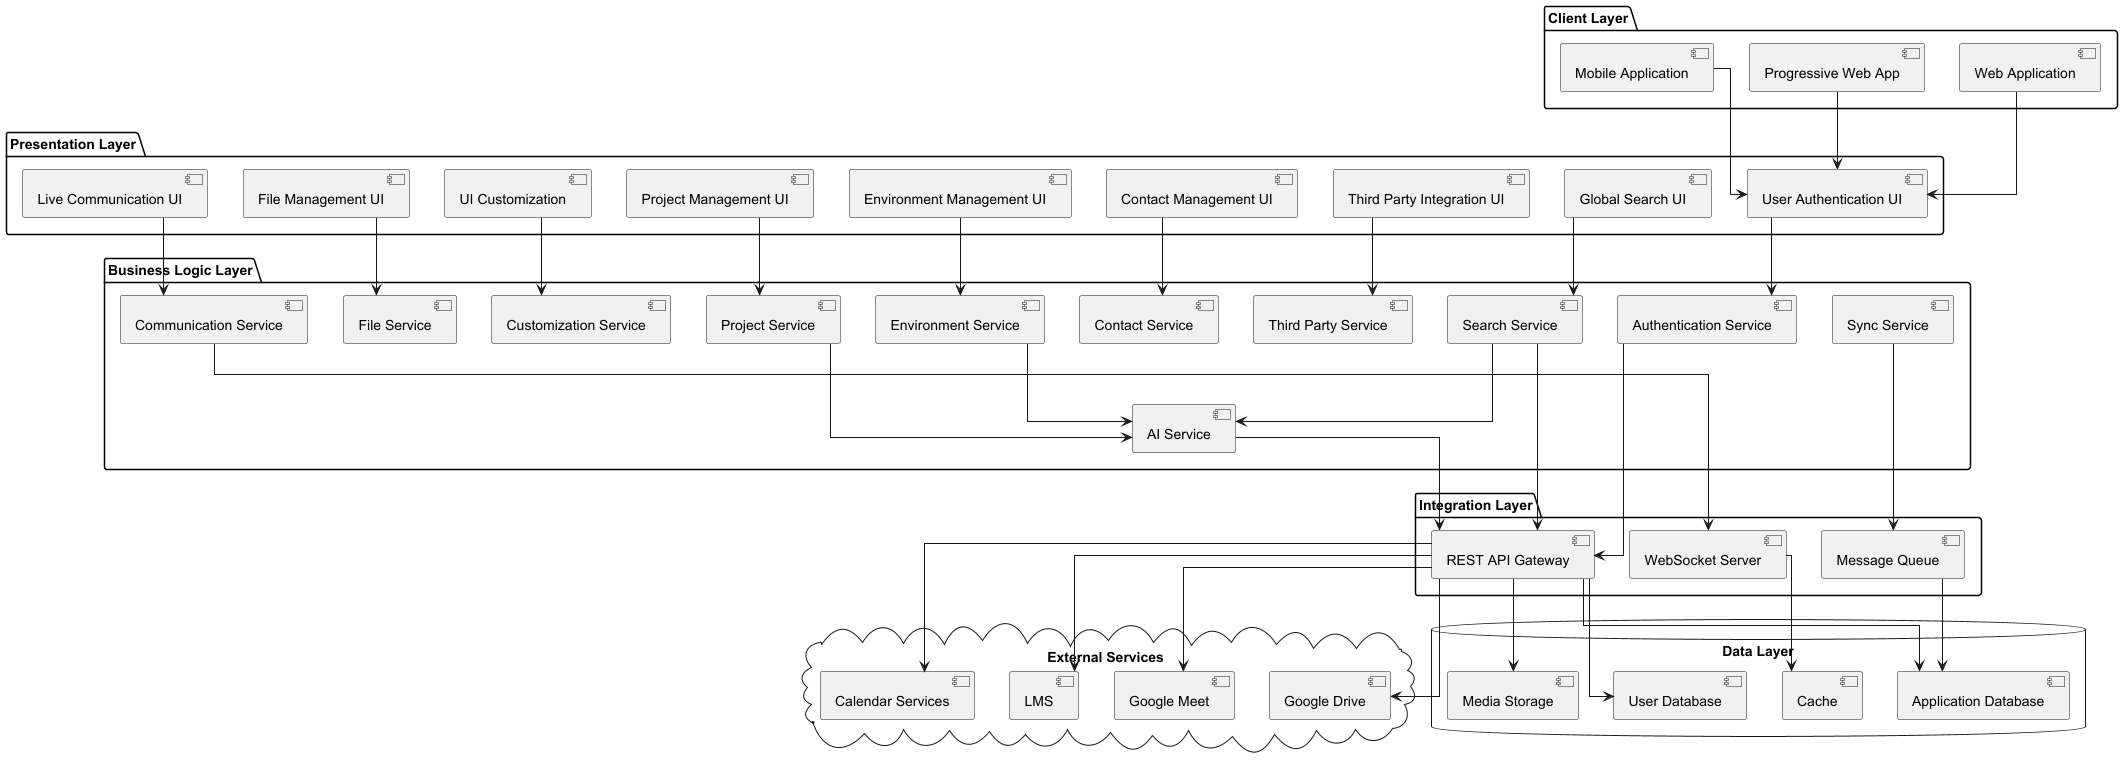 Client Layer
Mobile Application
Progressive Web App
Web Application
Presentation Layer
Live Communication UI
File Management UI
UI Customization
Project Management UI
Environment Management UI
Contact Management UI
Third Party Integration UI
Global Search UI
User Authentication UI
Business Logic Layer
Communication Service
File Service
Customization Service
Project Service
Environment Service
Contact Service
Third Party Service
Search Service
Authentication Service
Sync Service
AI Service
Integration Layer
REST API Gateway
WebSocket Server
Message Queue
External Services
Calendar Services
LMS
Google Meet
Google Drive
Data Layer
Media Storage
User Database
Cache
Application Database